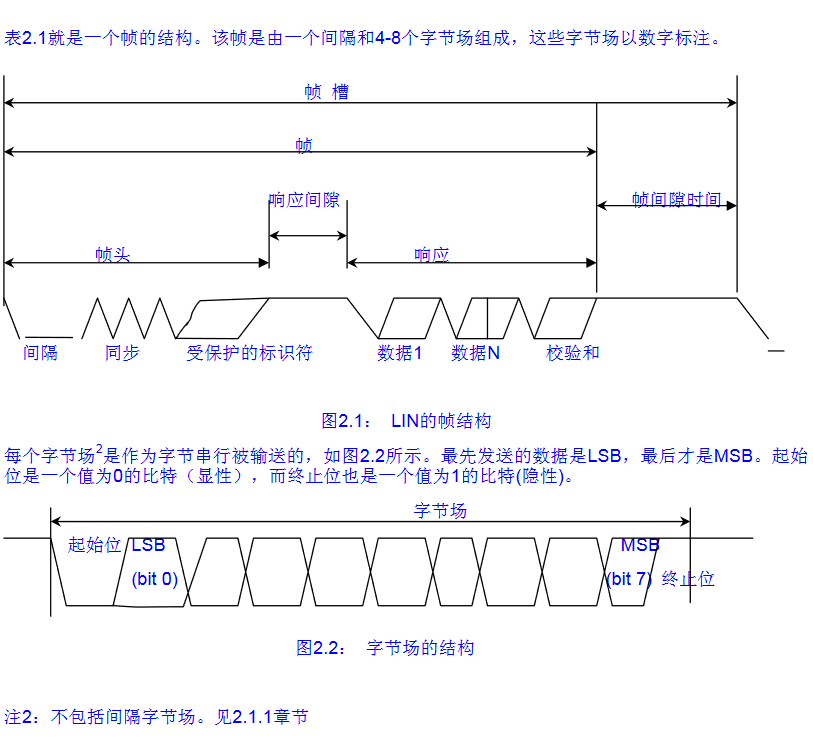 表2.1就是一个帧的结构。该帧是由一个间隔和4-8个字节场组成，这些字节场以数字标注。
帧 槽
帧
响应间隙
帧间隙时间
帧头
响应
间隔
同步
受保护的标识符
数据1
数据N
校验和
图2.1： LIN的帧结构
每个字节场2是作为字节串行被输送的，如图2.2所示。最先发送的数据是LSB，最后才是MSB。起始
位是一个值为0的比特（显性），而终止位也是一个值为1的比特(隐性)。
字节场
起始位
LSB
MSB
(bit 0)
(bit 7)
终止位
图2.2： 字节场的结构
注2：不包括间隔字节场。见2.1.1章节